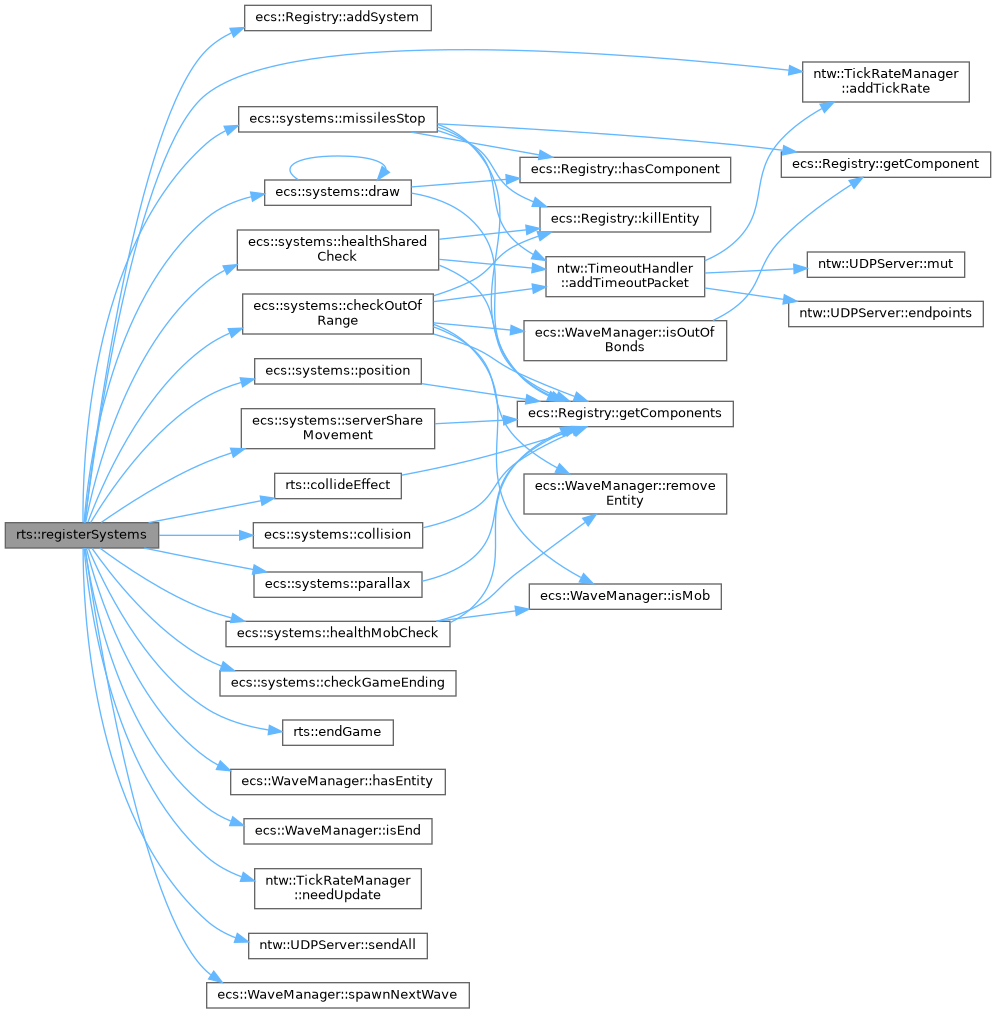 ecs::Registry::addSystem
ntw::TickRateManager
::addTickRate
ecs::systems::missilesStop
ecs::Registry::getComponent
ecs::Registry::hasComponent
ecs::systems::draw
ecs::Registry::killEntity
ecs::systems::healthShared
Check
ntw::TimeoutHandler
::addTimeoutPacket
ntw::UDPServer::mut
ntw::UDPServer::endpoints
ecs::systems::checkOutOf
Range
ecs::WaveManager::isOutOf
Bonds
ecs::systems::position
ecs::Registry::getComponents
ecs::systems::serverShare
Movement
rts::collideEffect
ecs::WaveManager::remove
Entity
rts::registerSystems
ecs::systems::collision
ecs::systems::parallax
ecs::WaveManager::isMob
ecs::systems::healthMobCheck
ecs::systems::checkGameEnding
rts::endGame
ecs::WaveManager::hasEntity
ecs::WaveManager::isEnd
ntw::TickRateManager
::needUpdate
ntw::UDPServer::sendAll
ecs::WaveManager::spawnNextWave